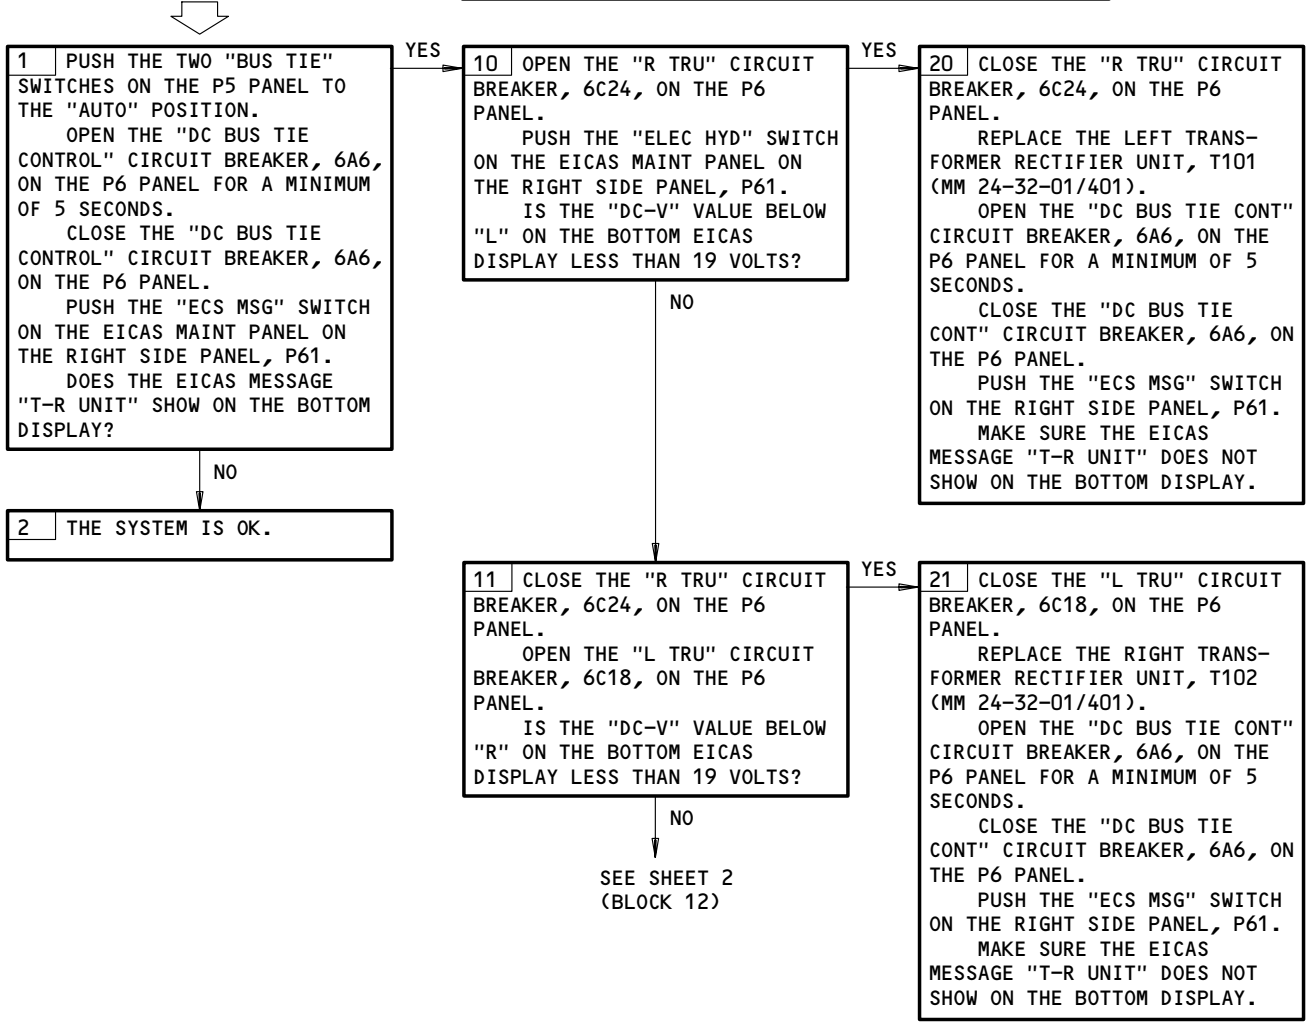 1 PUSH THE TWO "BUS TIE"
SWITCHES ON THE P5 PANEL TO
THE "AUTO" POSITION.
OPEN THE "DC BUS TIE
CONTROL" CIRCUIT BREAKER, 6A6,
ON THE P6 PANEL FOR A MINIMUM
OF 5 SECONDS.
CLOSE THE "DC BUS TIE
CONTROL" CIRCUIT BREAKER, 6A6,
ON THE P6 PANEL.
PUSH THE "ECS MSG" SWITCH
ON THE EICAS MAINT PANEL ON
THE RIGHT SIDE PANEL, P61.
DOES THE EICAS MESSAGE
"T-R UNIT" SHOW ON THE BOTTOM
DISPLAY?
YES
NO
2 THE SYSTEM IS OK.
10 OPEN THE "R TRU" CIRCUIT
BREAKER, 6C24, ON THE P6
PANEL.
PUSH THE "ELEC HYD" SWITCH
ON THE EICAS MAINT PANEL ON
THE RIGHT SIDE PANEL, P61.
IS THE "DC-V" VALUE BELOW
"L" ON THE BOTTOM EICAS
DISPLAY LESS THAN 19 VOLTS?
YES
NO
20 CLOSE THE "R TRU" CIRCUIT
BREAKER, 6C24, ON THE P6
PANEL.
REPLACE THE LEFT TRANS-
FORMER RECTIFIER UNIT, T101
(MM 24-32-01/401).
OPEN THE "DC BUS TIE CONT"
CIRCUIT BREAKER, 6A6, ON THE
P6 PANEL FOR A MINIMUM OF 5
SECONDS.
CLOSE THE "DC BUS TIE
CONT" CIRCUIT BREAKER, 6A6, ON
THE P6 PANEL.
PUSH THE "ECS MSG" SWITCH
ON THE RIGHT SIDE PANEL, P61.
MAKE SURE THE EICAS
MESSAGE "T-R UNIT" DOES NOT
SHOW ON THE BOTTOM DISPLAY.
11 CLOSE THE "R TRU" CIRCUIT
BREAKER, 6C24, ON THE P6
PANEL.
OPEN THE "L TRU" CIRCUIT
BREAKER, 6C18, ON THE P6
PANEL.
IS THE "DC-V" VALUE BELOW
"R" ON THE BOTTOM EICAS
DISPLAY LESS THAN 19 VOLTS?
YES
NO
SEE SHEET 2
(BLOCK 12)
21 CLOSE THE "L TRU" CIRCUIT
BREAKER, 6C18, ON THE P6
PANEL.
REPLACE THE RIGHT TRANS-
FORMER RECTIFIER UNIT, T102
(MM 24-32-01/401).
OPEN THE "DC BUS TIE CONT"
CIRCUIT BREAKER, 6A6, ON THE
P6 PANEL FOR A MINIMUM OF 5
SECONDS.
CLOSE THE "DC BUS TIE
CONT" CIRCUIT BREAKER, 6A6, ON
THE P6 PANEL.
PUSH THE "ECS MSG" SWITCH
ON THE RIGHT SIDE PANEL, P61.
MAKE SURE THE EICAS
MESSAGE "T-R UNIT" DOES NOT
SHOW ON THE BOTTOM DISPLAY.